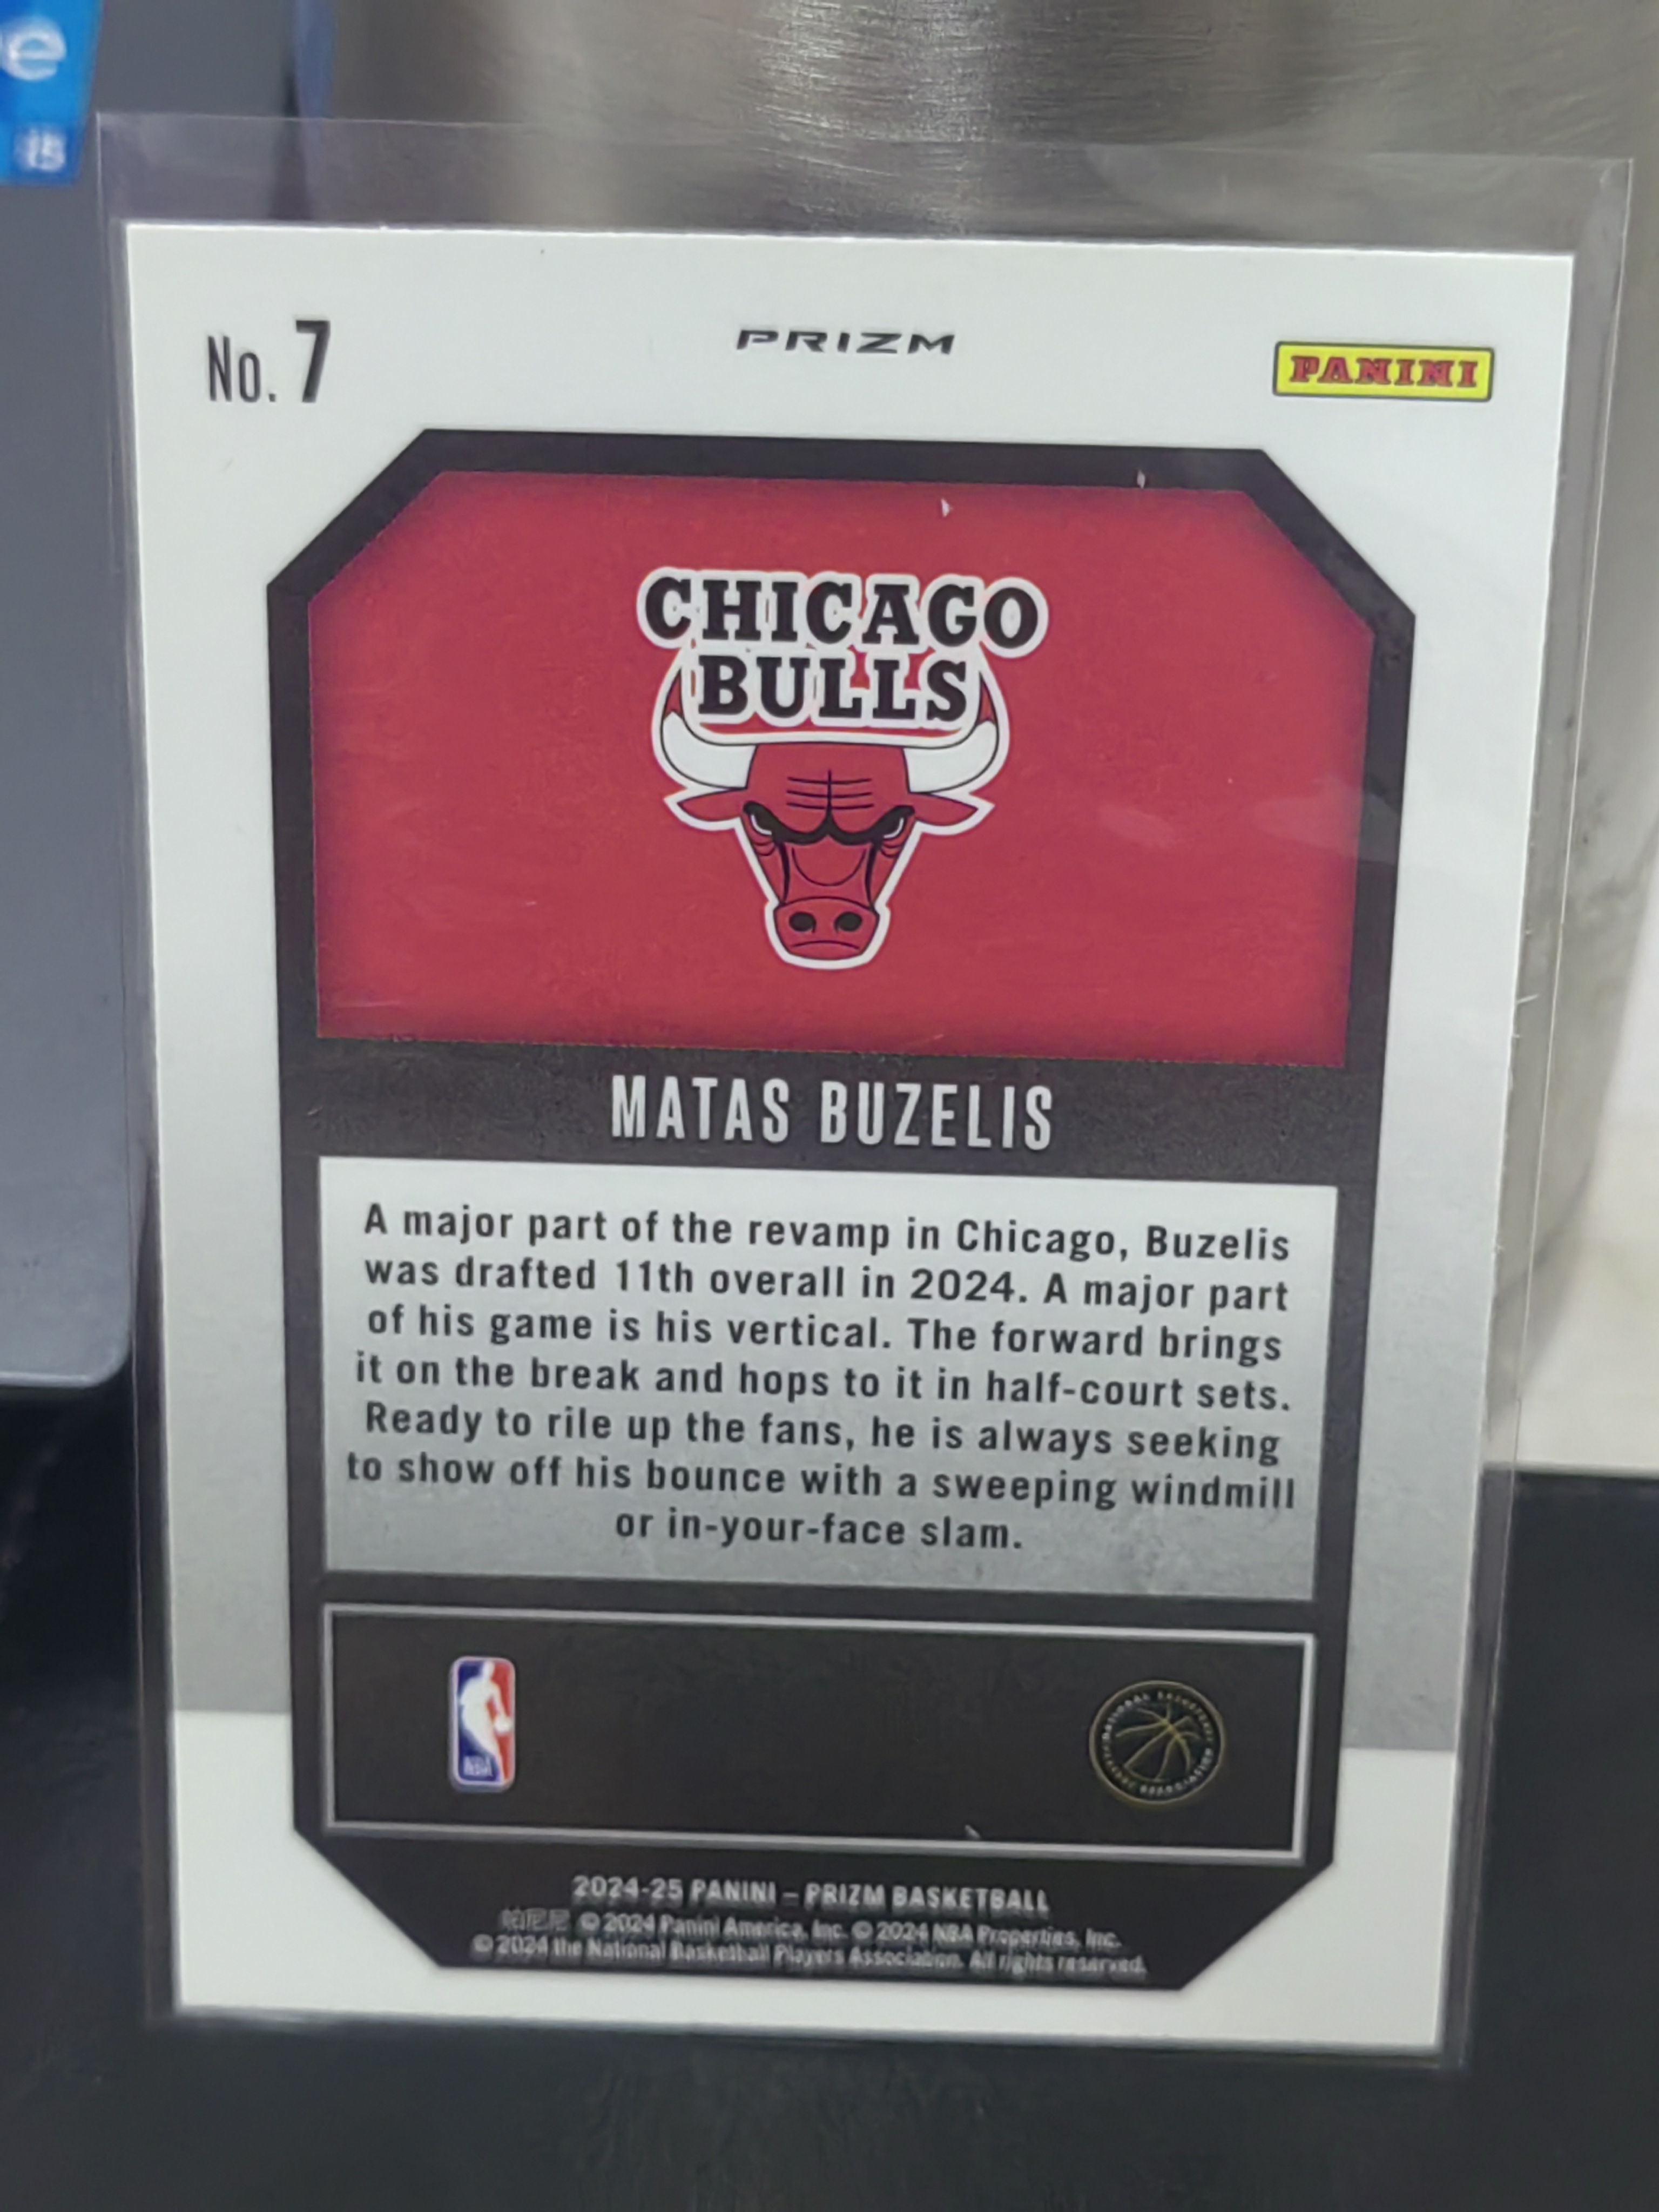 e
No. 7
PRIZM
PANINI
CHICAGO
BULLS
MATAS BUZELIS
A major part of the revamp in Chicago, Buzelis
was drafted 11th overall in 2024. A major part
of his game is his vertical. The forward brings
it on the break and hops to it in half-court sets.
Ready to rile up the fans, he is always seeking
to show off his bounce with a sweeping windmill
or in-your-face slam.
NBA
NATIONAL BASKETBALL PLAYERS ASSOCIATION
2024-25 PANINI – PRIZM BASKETBALL
帕尼尼 © 2024 Panini America, Inc. © 2024 NBA Properties, Inc.
© 2024 the National Basketball Players Association. All rights reserved.